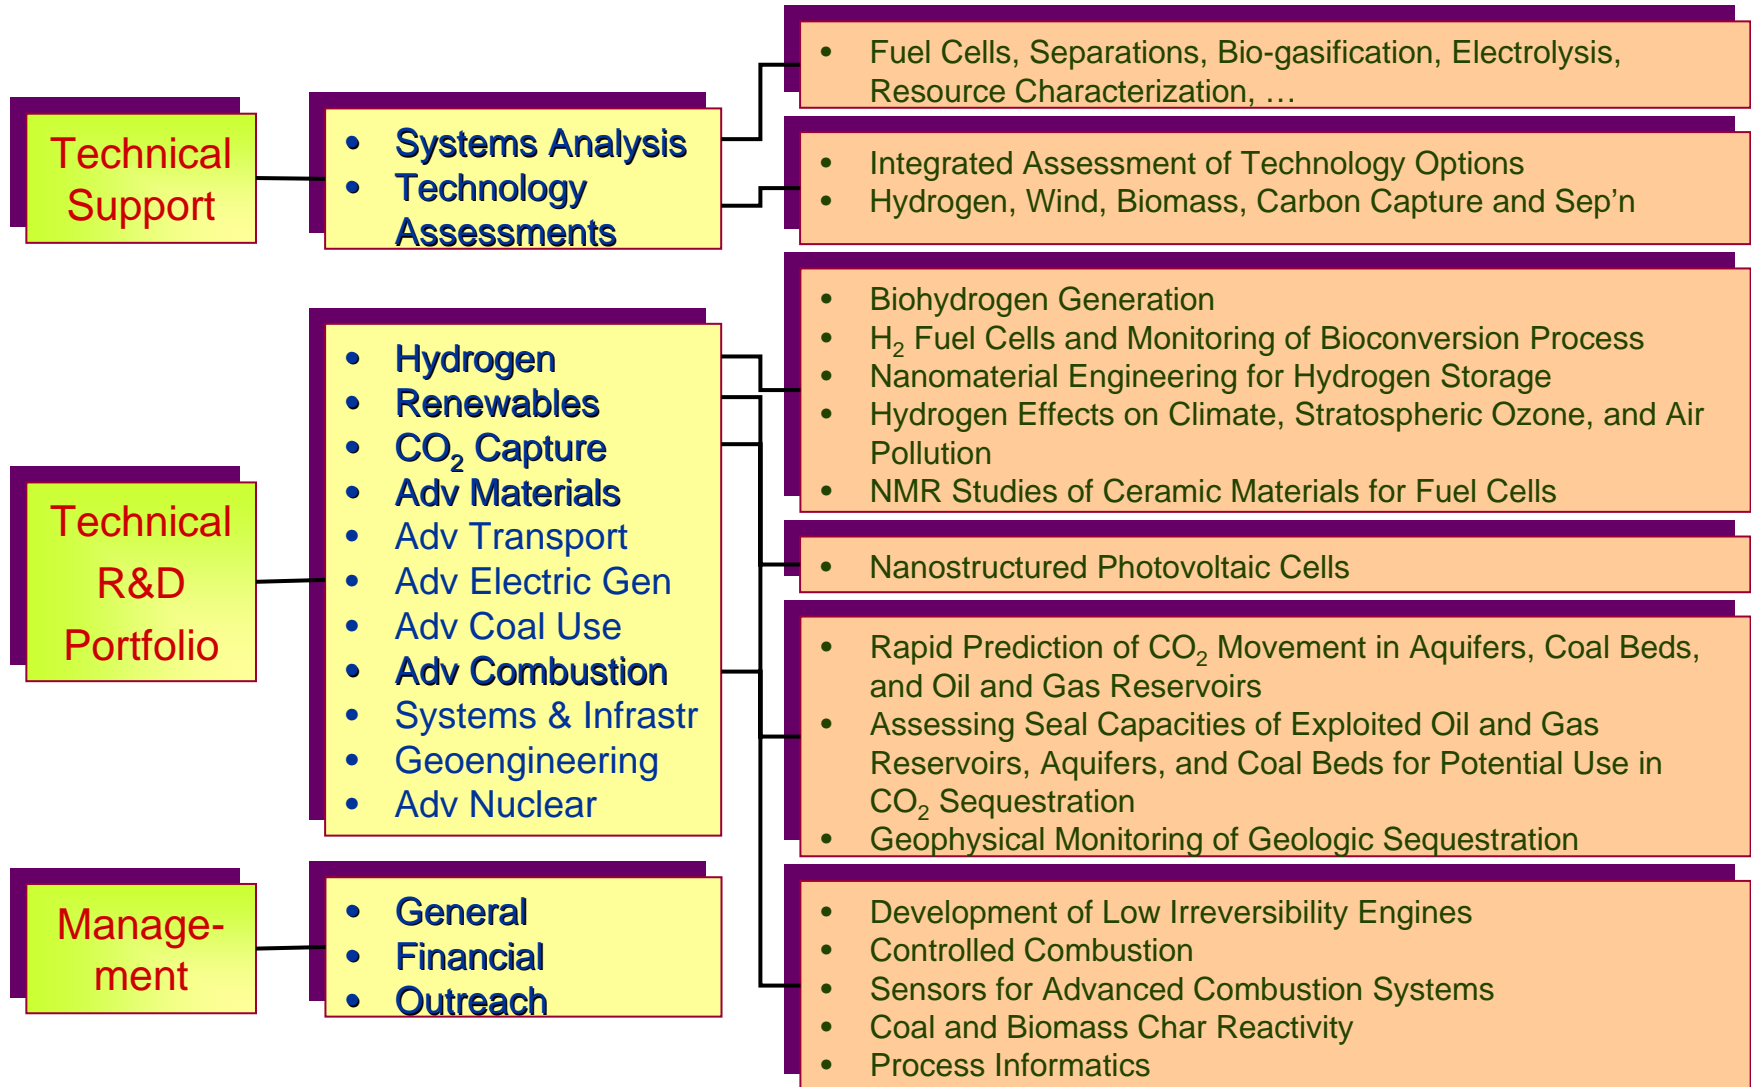 Technical
Support
• Systems Analysis
• Technology
Assessments
• Fuel Cells, Separations, Bio-gasification, Electrolysis,
Resource Characterization, …
• Integrated Assessment of Technology Options
• Hydrogen, Wind, Biomass, Carbon Capture and Sep’n
Technical
R&D
Portfolio
• Hydrogen
• Renewables
• CO₂ Capture
• Adv Materials
• Adv Transport
• Adv Electric Gen
• Adv Coal Use
• Adv Combustion
• Systems & Infrastr
• Geoengineering
• Adv Nuclear
• Biohydrogen Generation
• H₂ Fuel Cells and Monitoring of Bioconversion Process
• Nanomaterial Engineering for Hydrogen Storage
• Hydrogen Effects on Climate, Stratospheric Ozone, and Air
Pollution
• NMR Studies of Ceramic Materials for Fuel Cells
• Nanostructured Photovoltaic Cells
• Rapid Prediction of CO₂ Movement in Aquifers, Coal Beds,
and Oil and Gas Reservoirs
• Assessing Seal Capacities of Exploited Oil and Gas
Reservoirs, Aquifers, and Coal Beds for Potential Use in
CO₂ Sequestration
• Geophysical Monitoring of Geologic Sequestration
• Development of Low Irreversibility Engines
• Controlled Combustion
• Sensors for Advanced Combustion Systems
• Coal and Biomass Char Reactivity
• Process Informatics
Manage-
ment
• General
• Financial
• Outreach